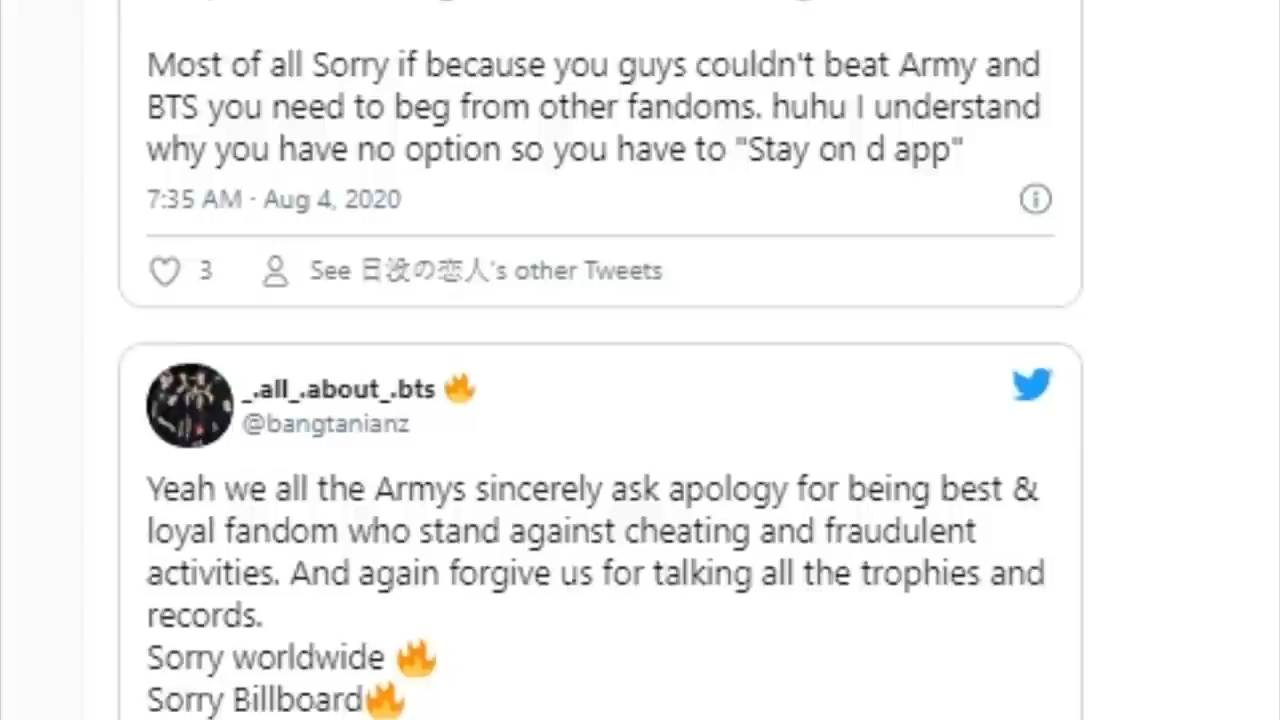 Most of all Sorry if because you guys couldn't beat Army and
BTS you need to beg from other fandoms. huhu I understand
why you have no option so you have to "Stay on d app"
7:35 AM · Aug 4, 2020
3 See 日没の恋人's other Tweets
_.all_.about_.bts 🔥
@bangtanianz
Yeah we all the Armys sincerely ask apology for being best &
loyal fandom who stand against cheating and fraudulent
activities. And again forgive us for talking all the trophies and
records.
Sorry worldwide 🔥
Sorry Billboard🔥